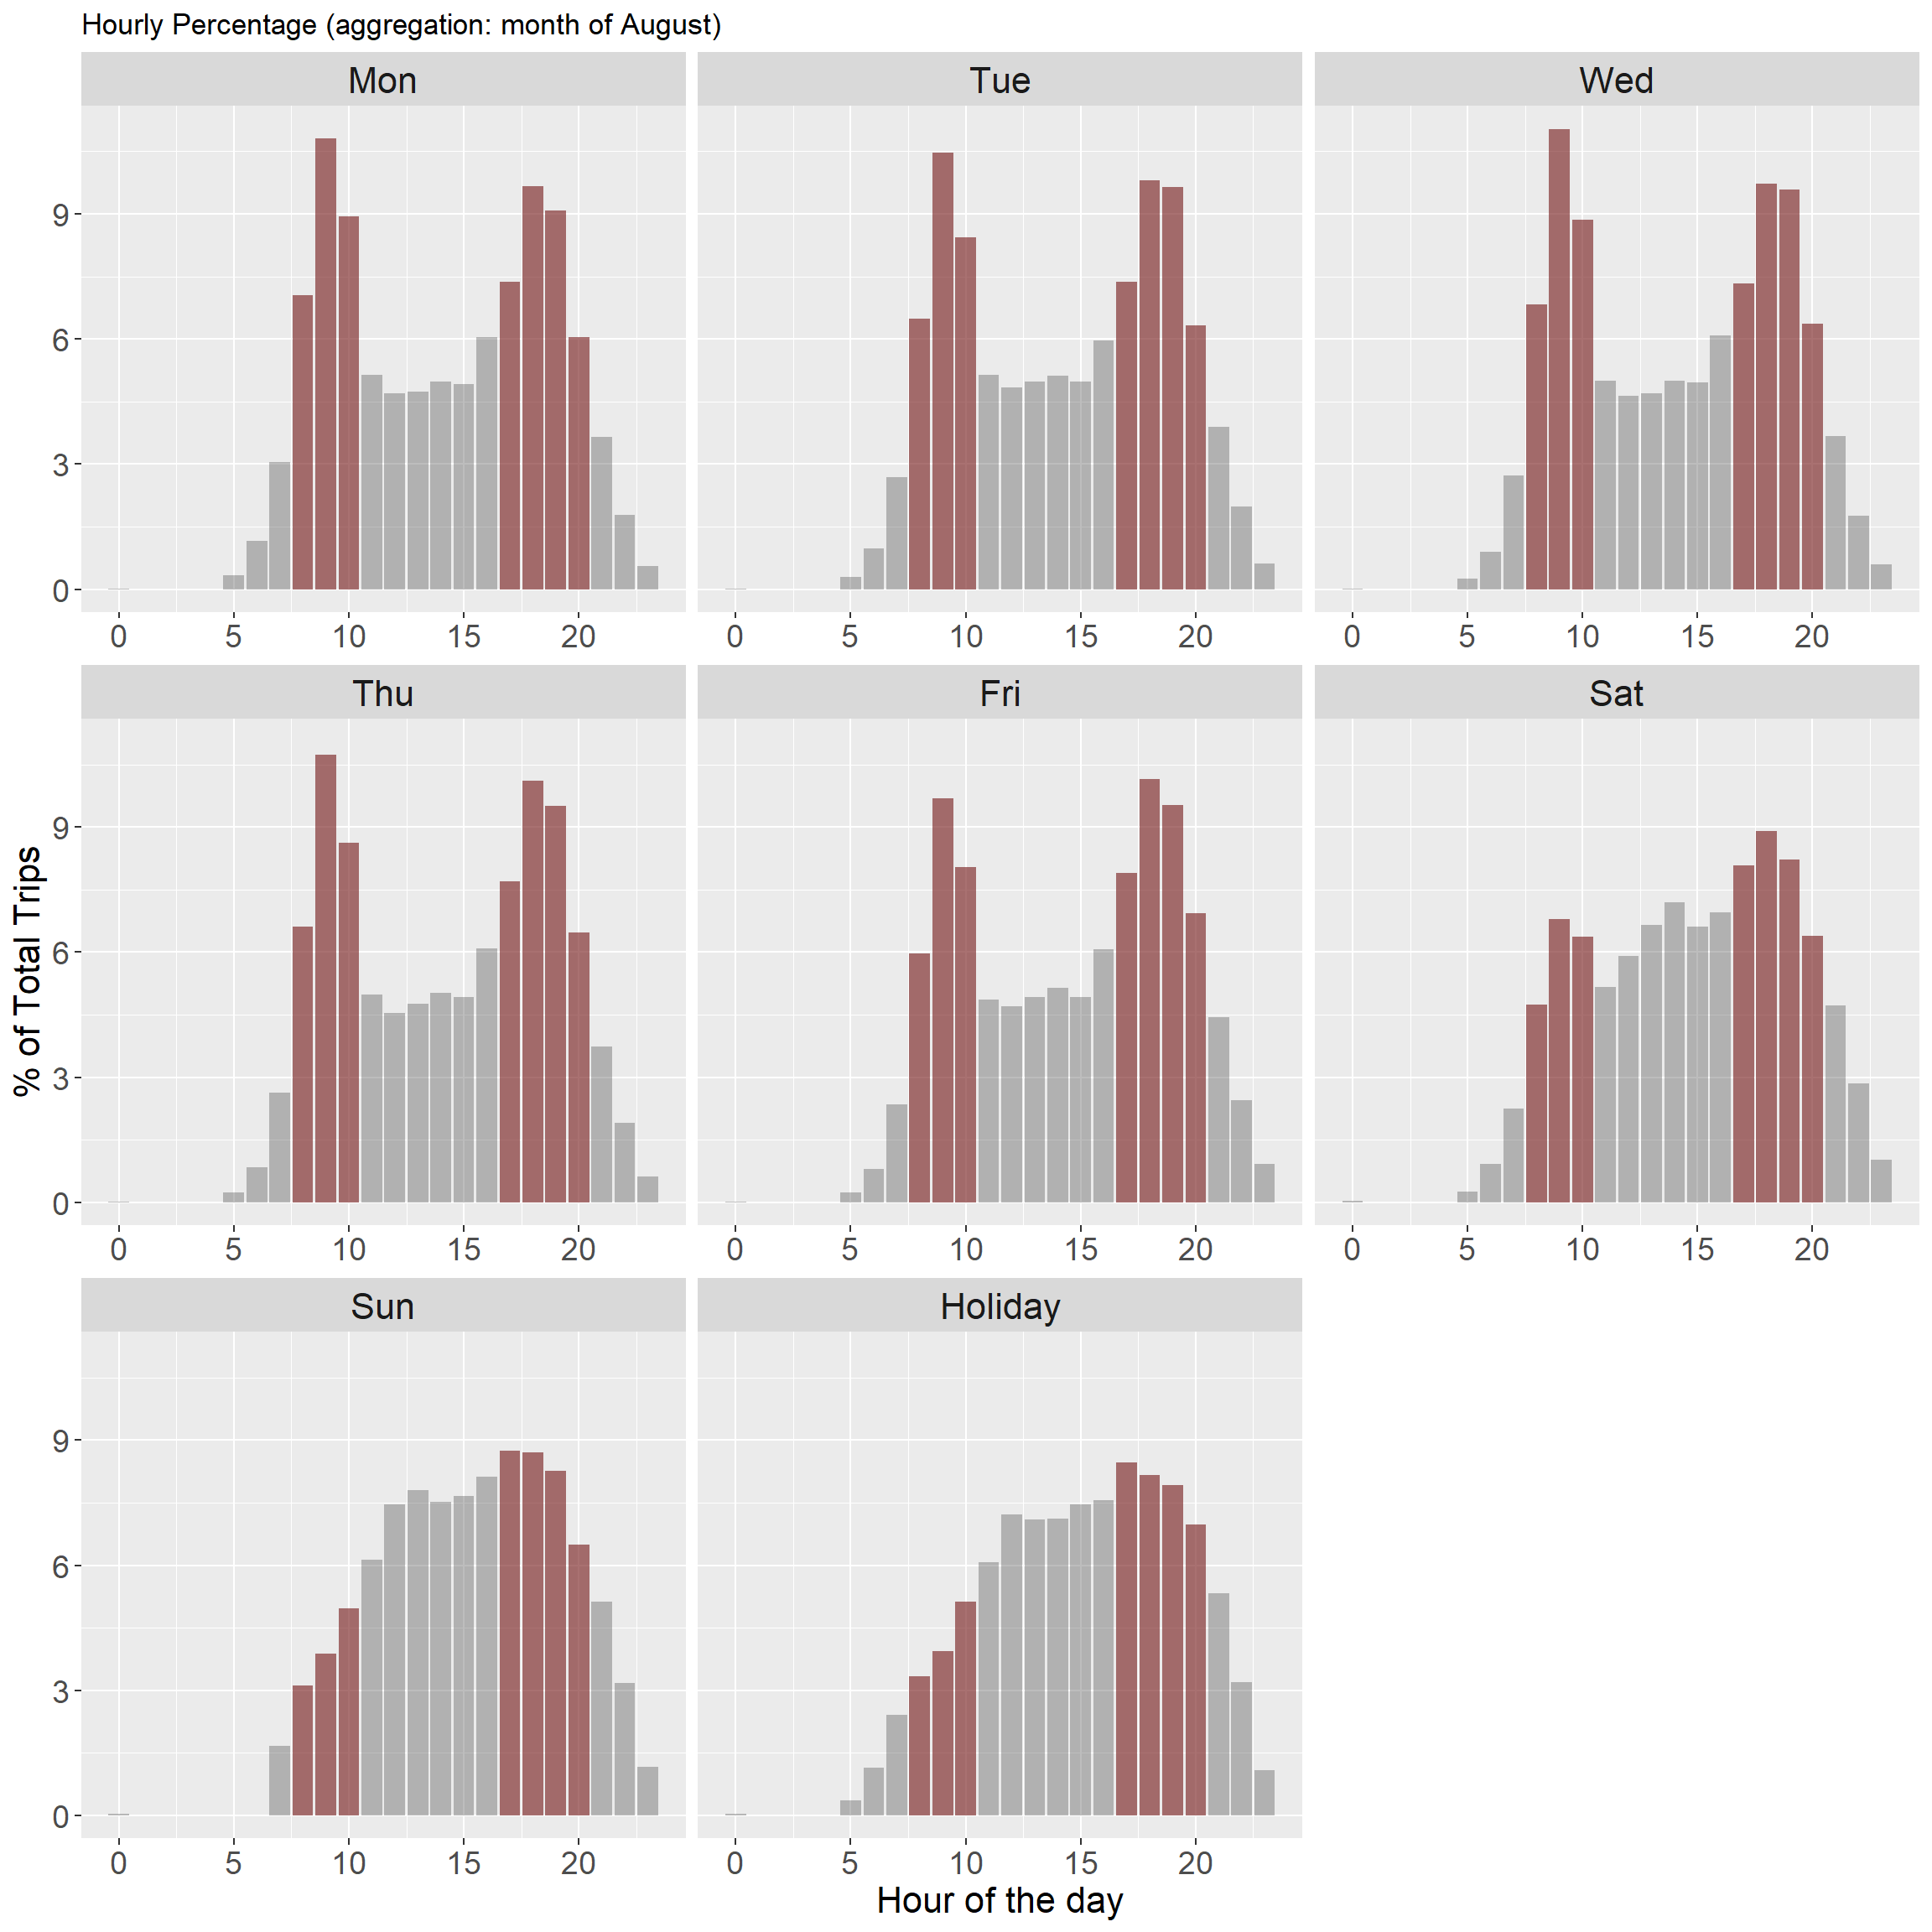 Hourly Percentage (aggregation: month of August)
Mon Tue Wed
9
6
3
0
0 5 10 15 20 0 5 10 15 20 0 5 10 15 20
Thu Fri Sat
% of Total Trips
9
6
3
0
0 5 10 15 20 0 5 10 15 20 0 5 10 15 20
Sun Holiday
9
6
3
0
0 5 10 15 20 0 5 10 15 20
Hour of the day